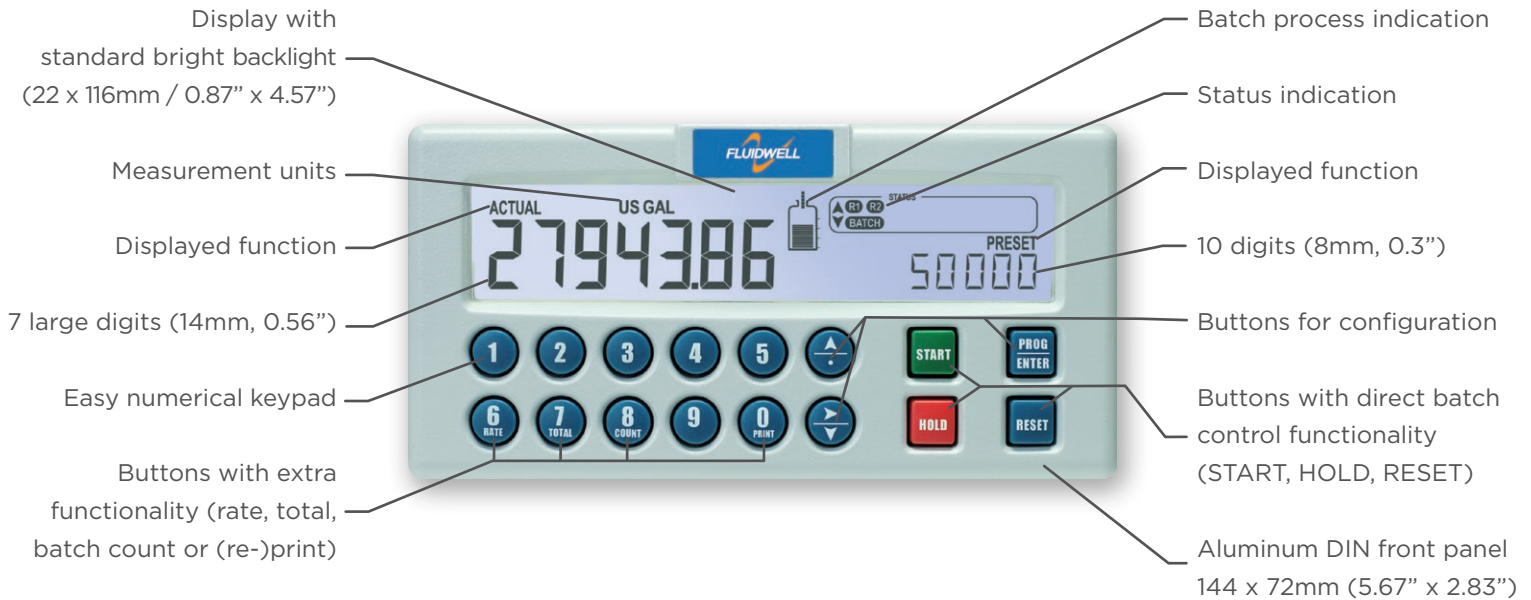 Display with
standard bright backlight
(22 x 116mm / 0.87” x 4.57”)
Measurement units
Displayed function
7 large digits (14mm, 0.56”)
Easy numerical keypad
Buttons with extra
functionality (rate, total,
batch count or (re-)print)
FLUIDWELL
ACTUAL
US GAL
27943.86
STATUS
R1 R2
BATCH
PRESET
50000
1 2 3 4 5
START
PROG
ENTER
6 7 8 9 0
RATE TOTAL COUNT PRINT
HOLD
RESET
Batch process indication
Status indication
Displayed function
10 digits (8mm, 0.3”)
Buttons for configuration
Buttons with direct batch
control functionality
(START, HOLD, RESET)
Aluminum DIN front panel
144 x 72mm (5.67” x 2.83”)